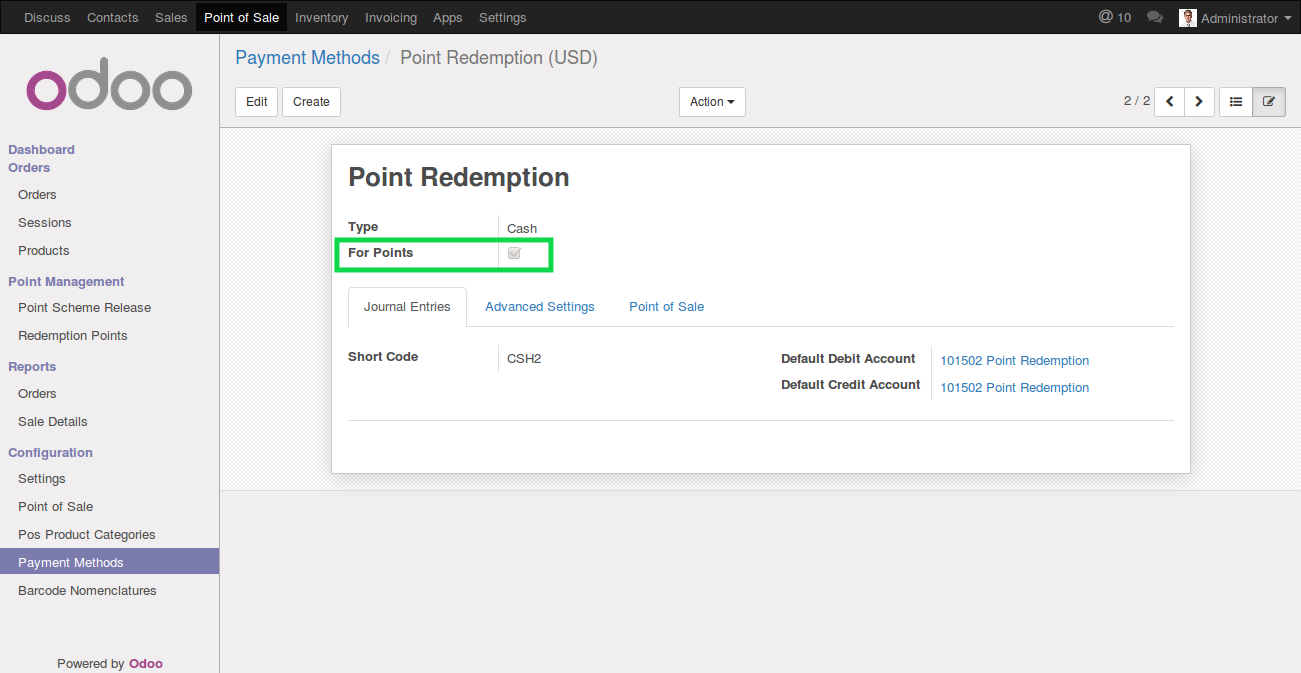 Discuss Contacts Sales Point of Sale Inventory Invoicing Apps Settings @ 10 Administrator
odoo
Payment Methods / Point Redemption (USD)
Edit Create Action 2 / 2
Dashboard
Orders
Orders
Sessions
Products
Point Management
Point Scheme Release
Redemption Points
Reports
Orders
Sale Details
Configuration
Settings
Point of Sale
Pos Product Categories
Payment Methods
Barcode Nomenclatures
Powered by Odoo
Point Redemption
Type Cash
For Points
Journal Entries Advanced Settings Point of Sale
Short Code CSH2
Default Debit Account 101502 Point Redemption
Default Credit Account 101502 Point Redemption